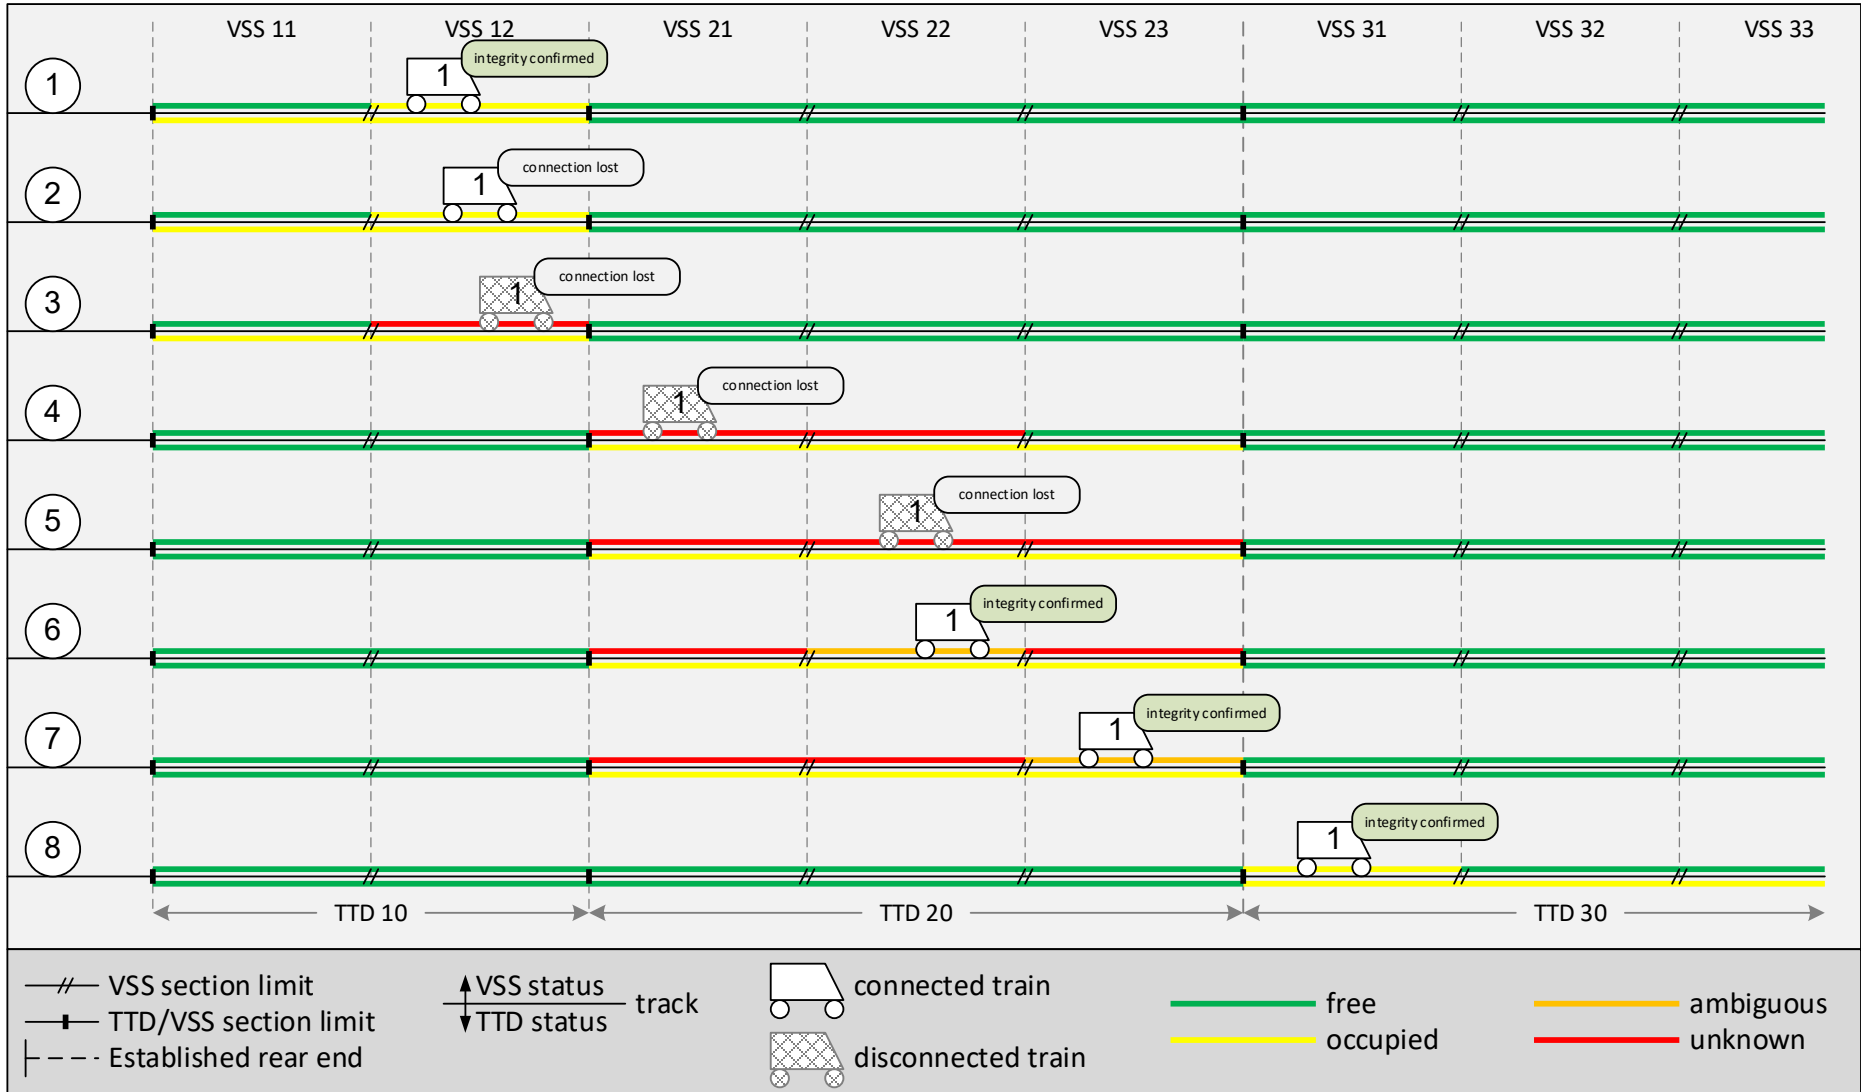 VSS 11 VSS 12 VSS 21 VSS 22 VSS 23 VSS 31 VSS 32 VSS 33
1 1 integrity confirmed
2 1 connection lost
3 1 connection lost
4 1 connection lost
5 1 connection lost
6 1 integrity confirmed
7 1 integrity confirmed
8 1 integrity confirmed
TTD 10 TTD 20 TTD 30
VSS section limit
TTD/VSS section limit
Established rear end
VSS status
track
TTD status
connected train
disconnected train
free
occupied
ambiguous
unknown